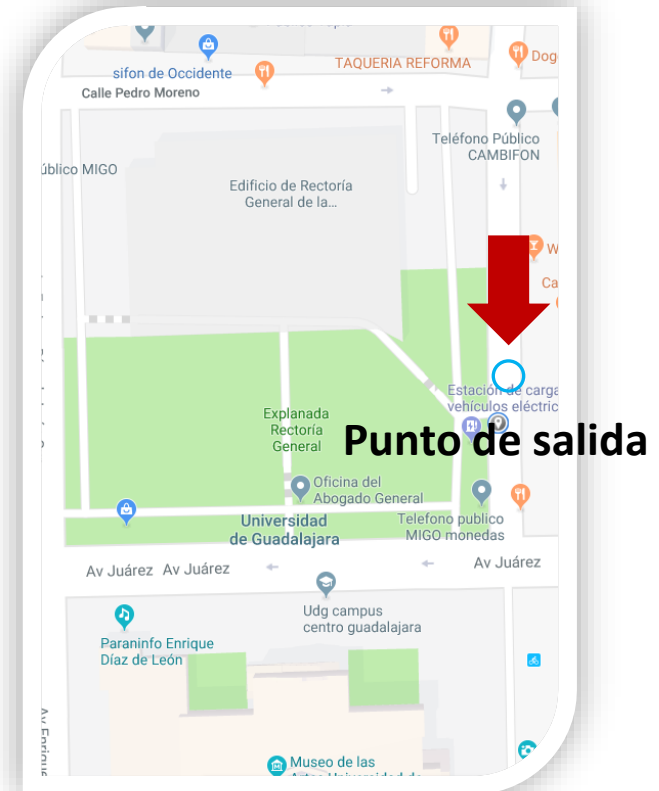 TAQUERIA REFORMA
Dog
sifon de Occidente
Calle Pedro Moreno
Teléfono Público
CAMBIFON
úblico MIGO
Edificio de Rectoría
General de la...
W
Ca
Estación de carga
vehículos eléctric
Explanada
Rectoría
General
Punto de salida
Oficina del
Abogado General
Universidad
de Guadalajara
Telefono publico
MIGO monedas
Av Juárez Av Juárez
Av Juárez
Udg campus
centro guadalajara
Paraninfo Enrique
Díaz de León
Av Enrique
Museo de las